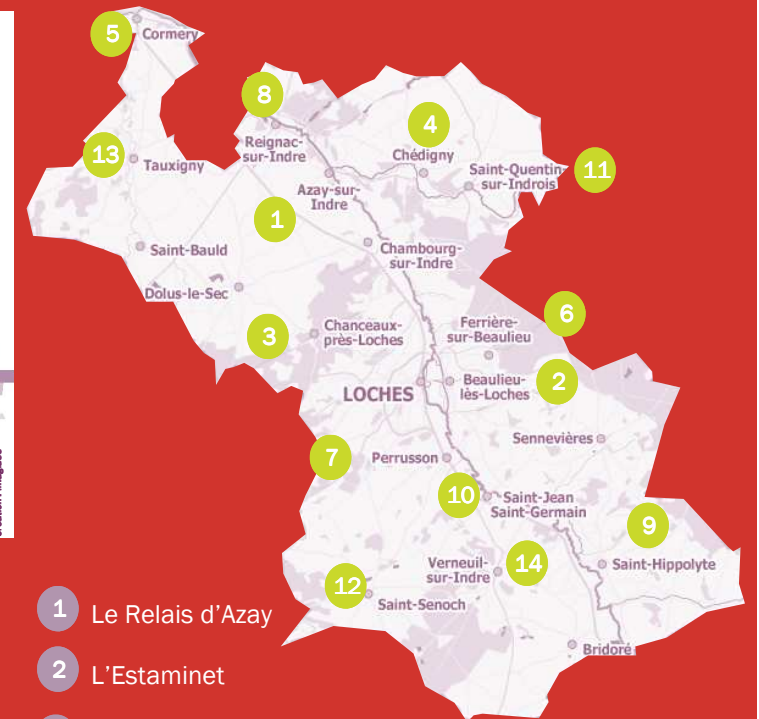 5
Cormery
8
4
Reignac-
sur-Indre
13
Tauxigny
Chédigny
Saint-Quentin-
sur-Indrois
11
Azay-sur-
Indre
1
Saint-Bauld
Chambourg-
sur-Indre
Dolus-le-Sec
6
3
Chanceaux-
près-Loches
Ferrière-
sur-Beaulieu
LOCHES
Beaulieu-
lès-Loches
2
Sennevières
7
Perrusson
10
Saint-Jean
Saint-Germain
9
Verneuil-
sur-Indre
14
Saint-Hippolyte
12
Saint-Senoch
Bridoré
1 Le Relais d'Azay
2 L'Estaminet